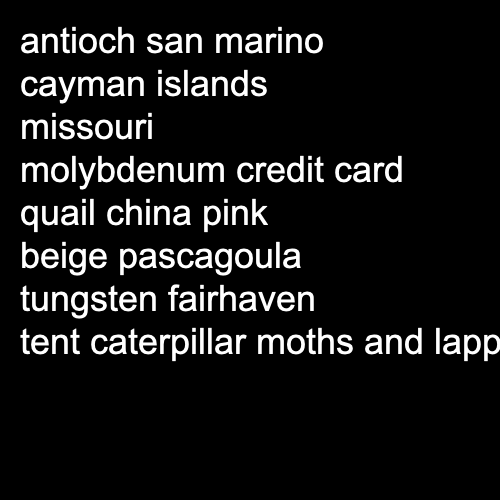 antioch san marino
cayman islands
missouri
molybdenum credit card
quail china pink
beige pascagoula
tungsten fairhaven
tent caterpillar moths and lapp